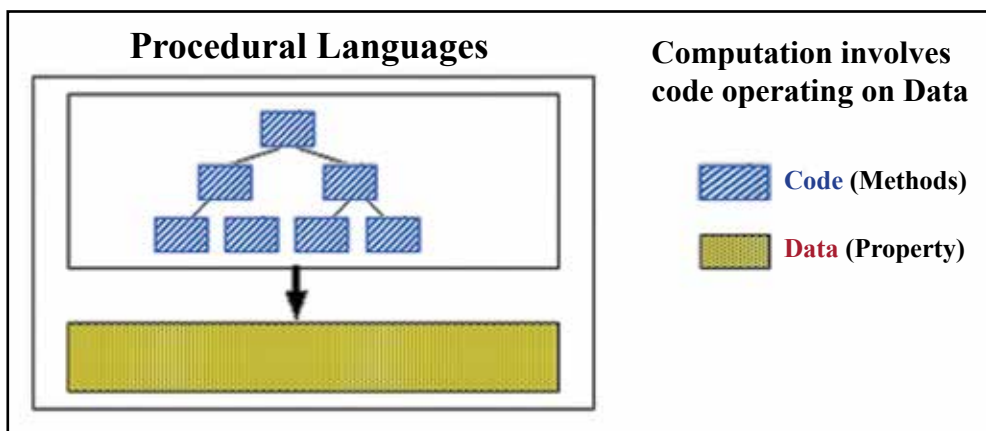 Procedural Languages
Computation involves
code operating on Data
Code (Methods)
Data (Property)